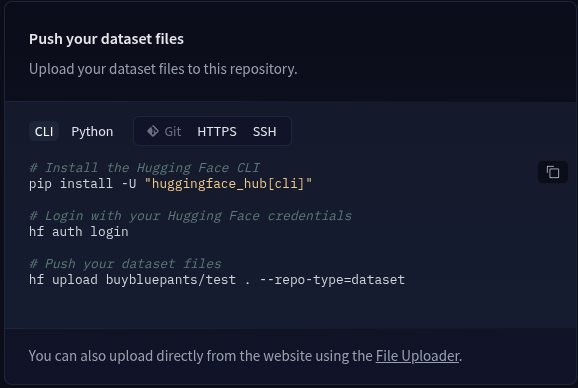 Push your dataset files
Upload your dataset files to this repository.
CLI Python Git HTTPS SSH
# Install the Hugging Face CLI
pip install -U "huggingface_hub[cli]"
# Login with your Hugging Face credentials
hf auth login
# Push your dataset files
hf upload buybluepants/test . --repo-type=dataset
You can also upload directly from the website using the File Uploader.